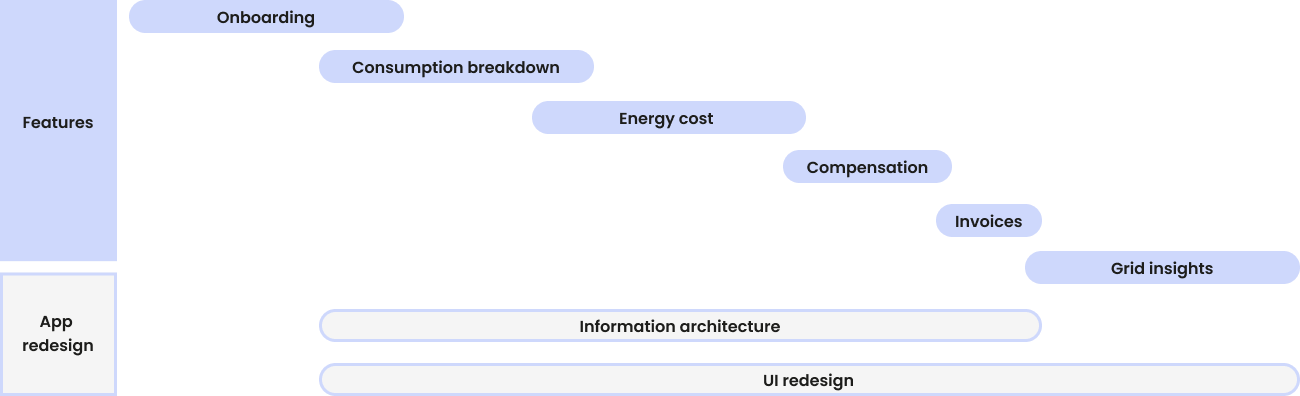 Features
Onboarding
Consumption breakdown
Energy cost
Compensation
Invoices
Grid insights
App
redesign
Information architecture
UI redesign